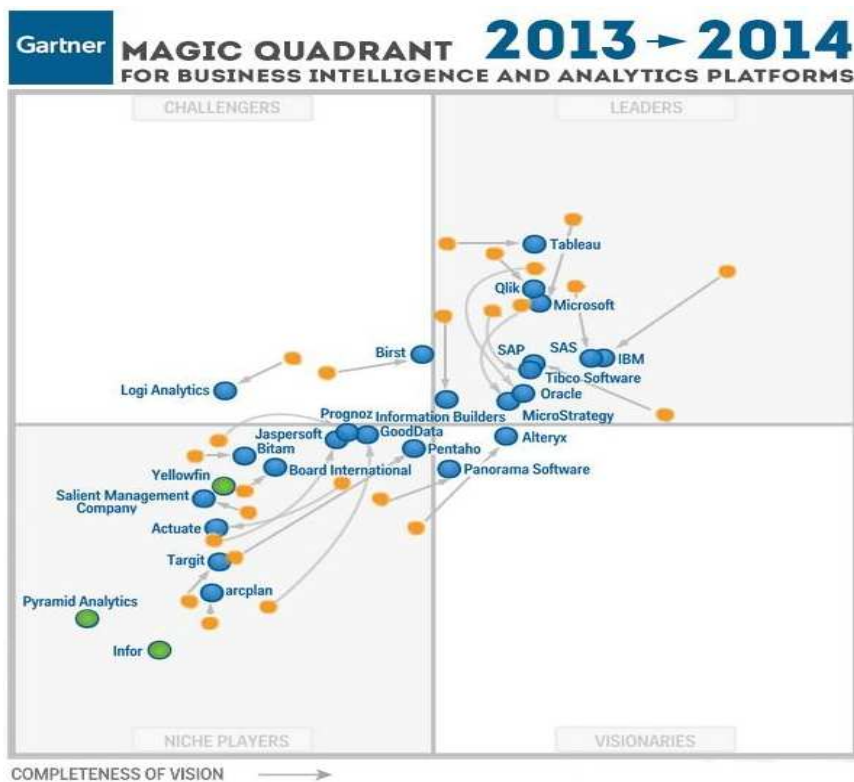 Gartner
MAGIC QUADRANT 2013 → 2014
FOR BUSINESS INTELLIGENCE AND ANALYTICS PLATFORMS
CHALLENGERS
LEADERS
Tableau
Qlik
Microsoft
Birst
SAP
SAS
IBM
Tibco Software
Logi Analytics
Oracle
Information Builders
MicroStrategy
Prognoz
Jaspersoft
GoodData
Alteryx
Bitam
Pentaho
Board International
Panorama Software
Yellowfin
Salient Management
Company
Actuate
Targit
arcplan
Pyramid Analytics
Infor
NICHE PLAYERS
VISIONARIES
COMPLETENESS OF VISION